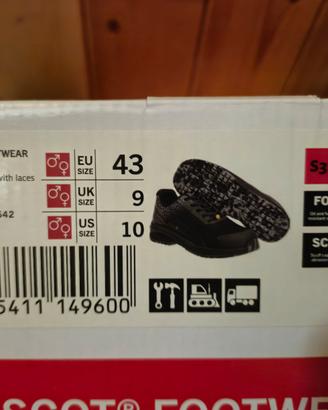 TWEAR
with laces
642
EU SIZE 43
UK SIZE 9
US SIZE 10
S3
FO
SC
5411 149600
SCOT® FOOTWE